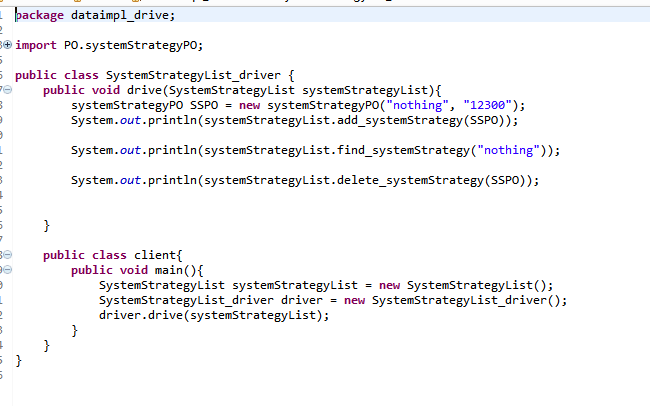 package dataimpl_drive;
import PO.systemStrategyPO;
public class SystemStrategyList_driver {
public void drive(SystemStrategyList systemStrategyList){
systemStrategyPO SSPO = new systemStrategyPO("nothing", "12300");
System.out.println(systemStrategyList.add_systemStrategy(SSPO));
System.out.println(systemStrategyList.find_systemStrategy("nothing"));
System.out.println(systemStrategyList.delete_systemStrategy(SSPO));
}
public class client{
public void main(){
SystemStrategyList systemStrategyList = new SystemStrategyList();
SystemStrategyList_driver driver = new SystemStrategyList_driver();
driver.drive(systemStrategyList);
}
}
}